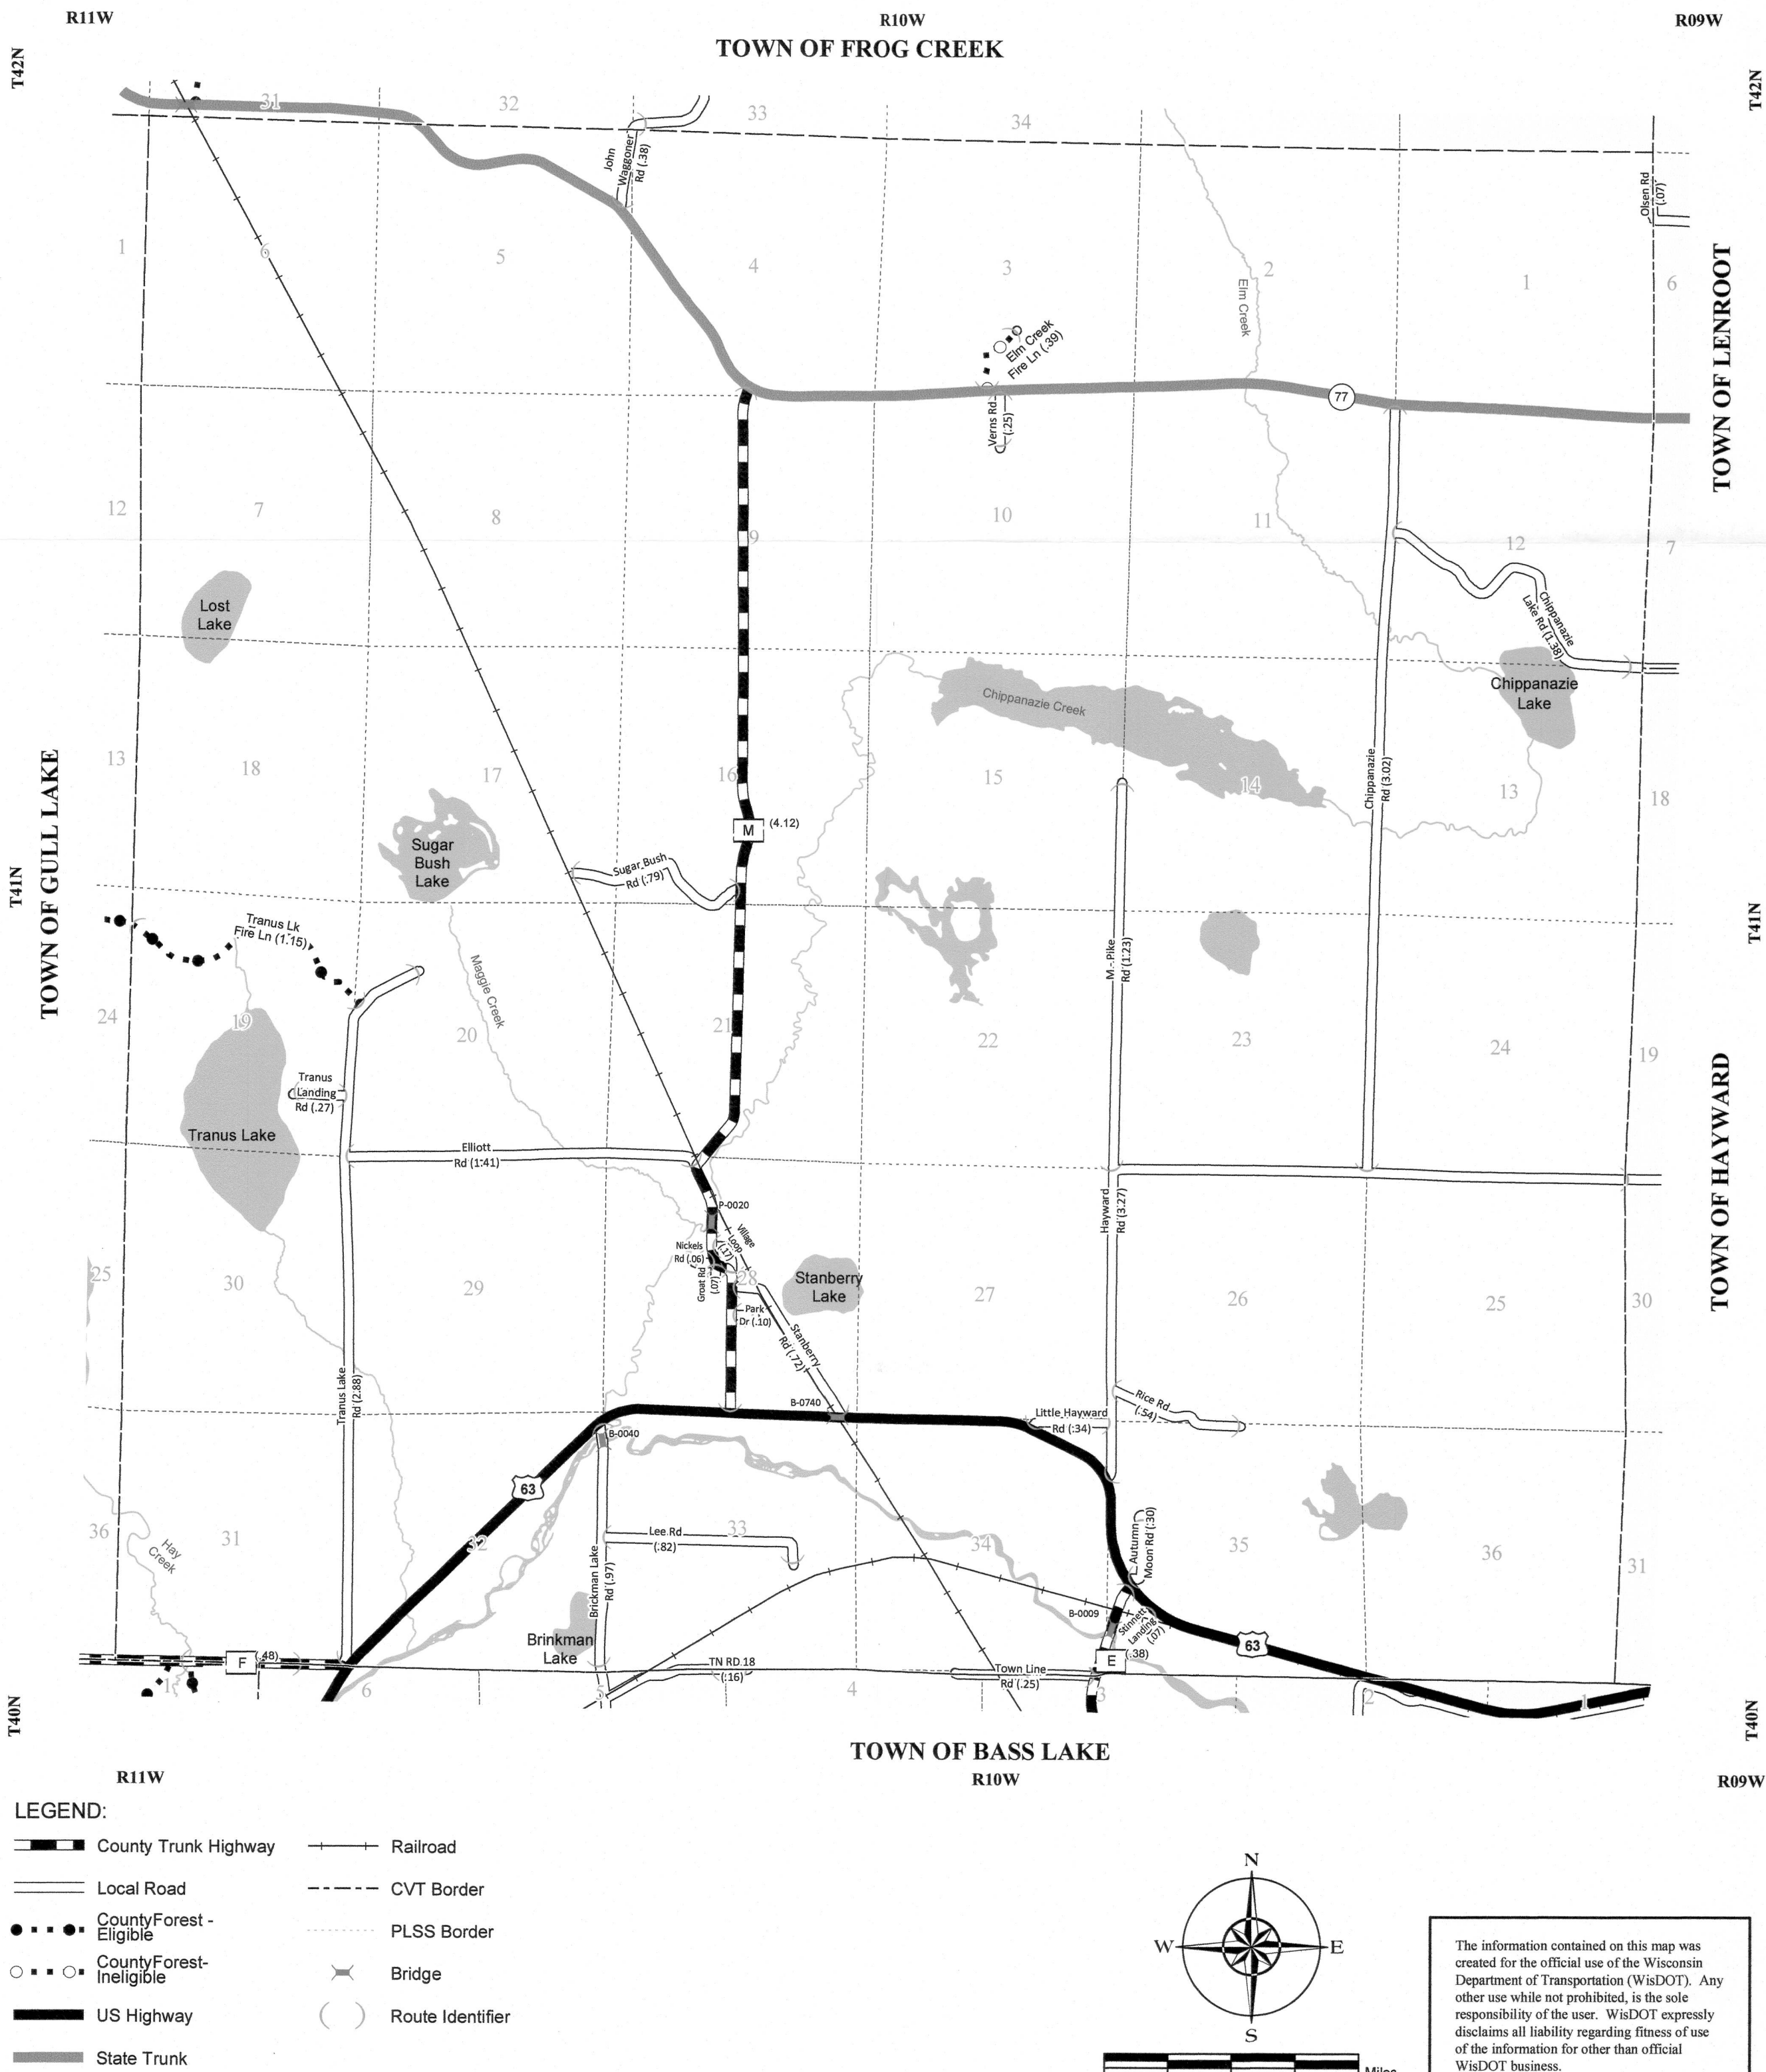 R11W
R10W
R09W
TOWN OF FROG CREEK
T42N
T42N
31
32
33
34
John
Waggoner
Rd (.38)
Olsen Rd
(.07)
1
6
5
4
3
2
1
6
Elm Creek
Elm Creek
Fire Ln (.39)
TOWN OF LENROOT
77
Verns Rd
(.25)
12
7
8
9
10
11
12
7
Lost
Lake
Chippanazie
Lake Rd (1.38)
Chippanazie
Lake
Chippanazie Creek
TOWN OF GULL LAKE
T41N
13
18
17
16
15
14
13
18
Chippanazie
Rd (3.02)
M
(4.12)
Sugar
Bush
Lake
Sugar Bush
Rd (.79)
Tranus Lk
Fire Ln (1.15)
T41N
M - Pike
Rd (1.23)
Maggie Creek
24
19
20
21
22
23
24
19
Tranus
Landing
Rd (.27)
Tranus Lake
Elliott
Rd (1.41)
TOWN OF HAYWARD
Hayward
Rd (3.27)
P-0020
Village
Loop
(.17)
Nickels
Rd (.06)
Groat Rd
(.07)
25
30
29
28
27
26
25
30
Stanberry
Lake
Park
Dr (.10)
Stanberry
Rd (.72)
Tranus Lake
Rd (2.88)
B-0740
Little Hayward
Rd (.34)
Rice Rd
(.54)
B-0040
63
36
31
32
33
34
35
36
31
Hay
Creek
Lee Rd
(.82)
Autumn
Moon Rd (.30)
Brickman Lake
Rd (.97)
B-0009
Sunnett
Landing
(.07)
Brinkman
Lake
63
F
(.48)
TN RD 18
(.16)
Town Line
Rd (.25)
E
(.38)
1
6
5
4
3
2
1
T40N
T40N
TOWN OF BASS LAKE
R11W
R10W
R09W
LEGEND:
County Trunk Highway
Railroad
Local Road
CVT Border
CountyForest -
Eligible
PLSS Border
CountyForest-
Ineligible
Bridge
US Highway
Route Identifier
State Trunk
N
W
E
S
Miles
The information contained on this map was
created for the official use of the Wisconsin
Department of Transportation (WisDOT). Any
other use while not prohibited, is the sole
responsibility of the user. WisDOT expressly
disclaims all liability regarding fitness of use
of the information for other than official
WisDOT business.